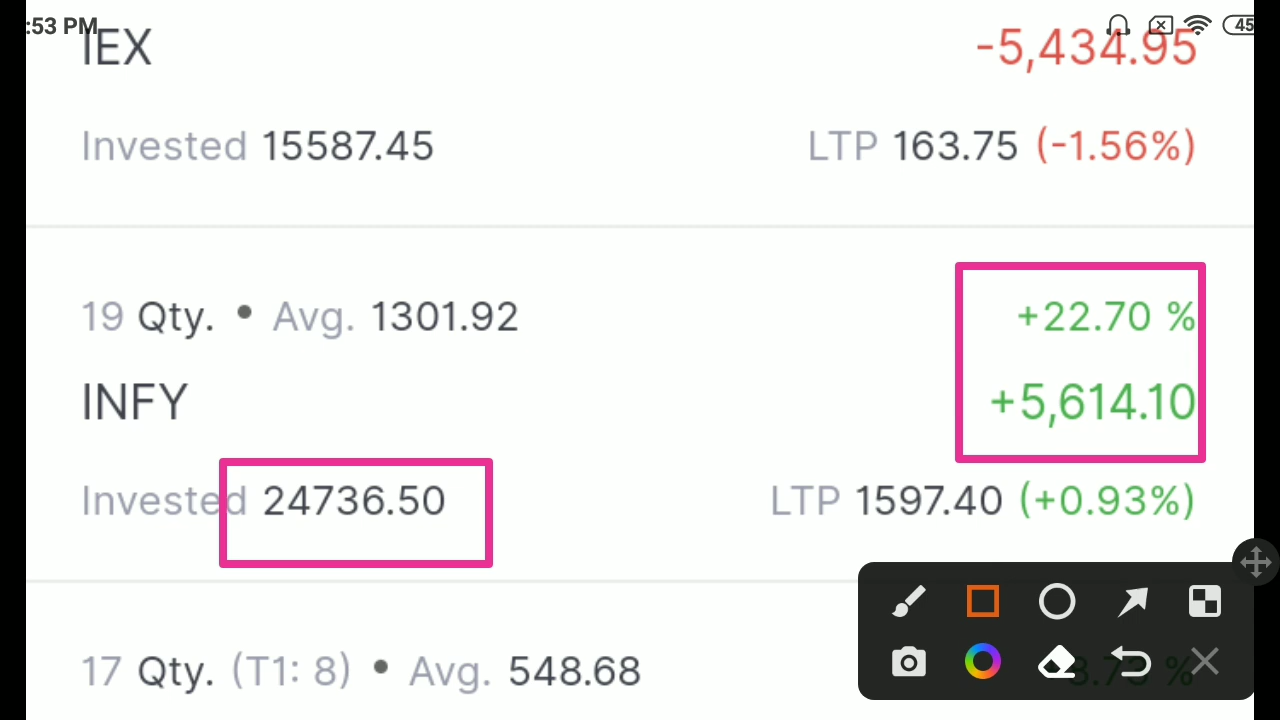 :53 PM
45
IEX -5,434.95
Invested 15587.45 LTP 163.75 (-1.56%)
19 Qty. • Avg. 1301.92 +22.70 %
INFY +5,614.10
Invested 24736.50 LTP 1597.40 (+0.93%)
17 Qty. (T1: 8) • Avg. 548.68 %